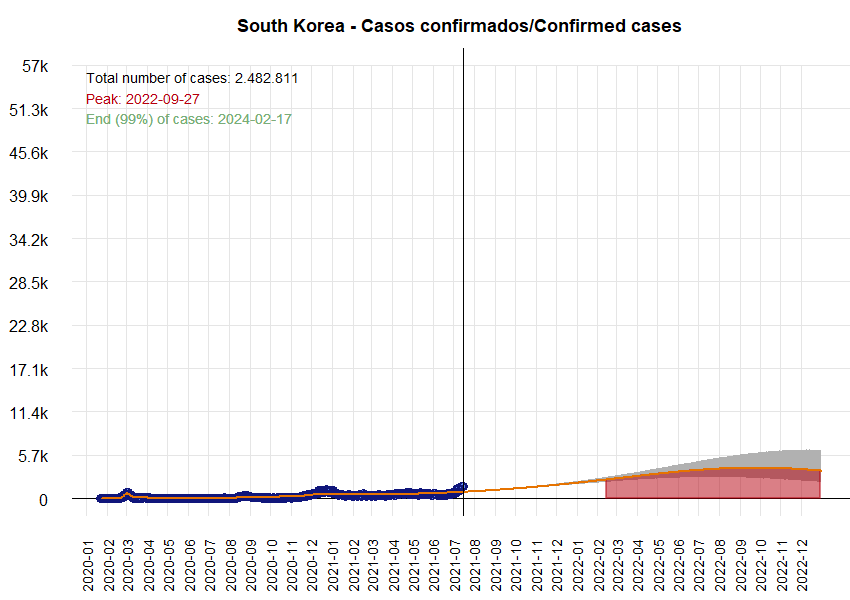 South Korea - Casos confirmados/Confirmed cases
57k
51.3k
45.6k
39.9k
34.2k
28.5k
22.8k
17.1k
11.4k
5.7k
0
Total number of cases: 2.482.811
Peak: 2022-09-27
End (99%) of cases: 2024-02-17
2020-01
2020-02
2020-03
2020-04
2020-05
2020-06
2020-07
2020-08
2020-09
2020-10
2020-11
2020-12
2021-01
2021-02
2021-03
2021-04
2021-05
2021-06
2021-07
2021-08
2021-09
2021-10
2021-11
2021-12
2022-01
2022-02
2022-03
2022-04
2022-05
2022-06
2022-07
2022-08
2022-09
2022-10
2022-11
2022-12